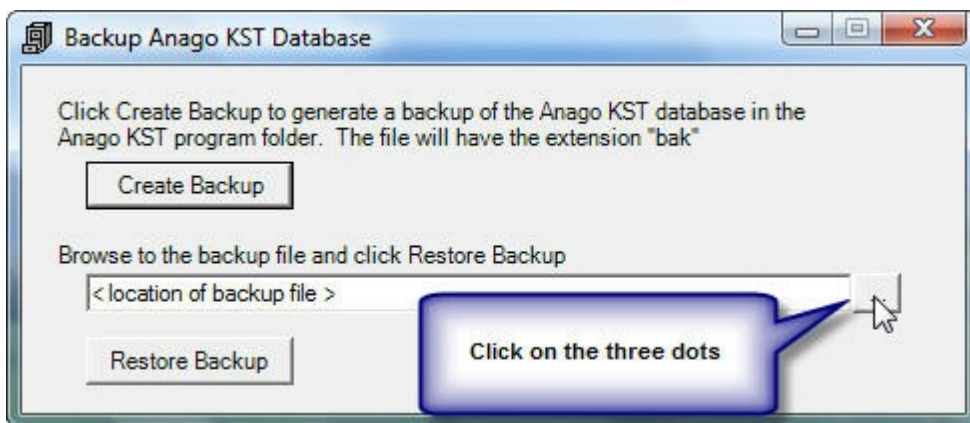 Backup Anago KST Database
Click Create Backup to generate a backup of the Anago KST database in the
Anago KST program folder.  The file will have the extension "bak"
Create Backup
Browse to the backup file and click Restore Backup
< location of backup file >
Click on the three dots
Restore Backup